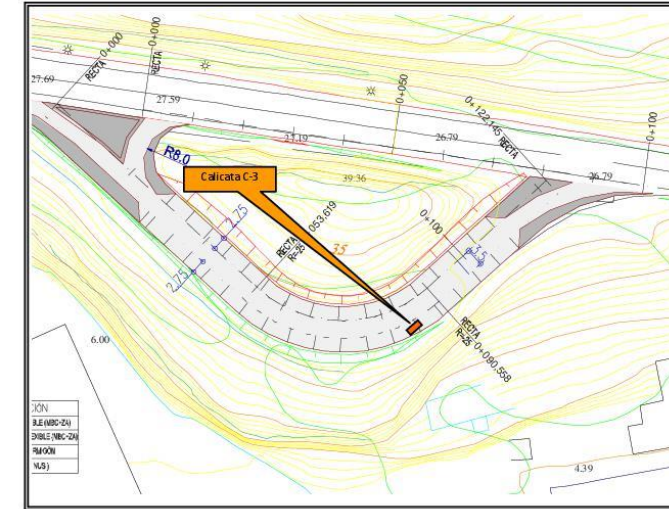 0+000
0+000
RECTA
RECTA
27.69
27.59
0+050
0+122.145
RECTA
0+100
27.19
26.79
26.79
R8.0
39.36
Calicata C-3
2.75
053.619
RECTA
R=25
0+100
35
3.5
2.75
RECTA
R=25
0+090.558
6.00
CIÓN
BLE (MBC+ZA)
EXIBLE (MBC+ZA)
RMIGÓN
NUS)
4.39